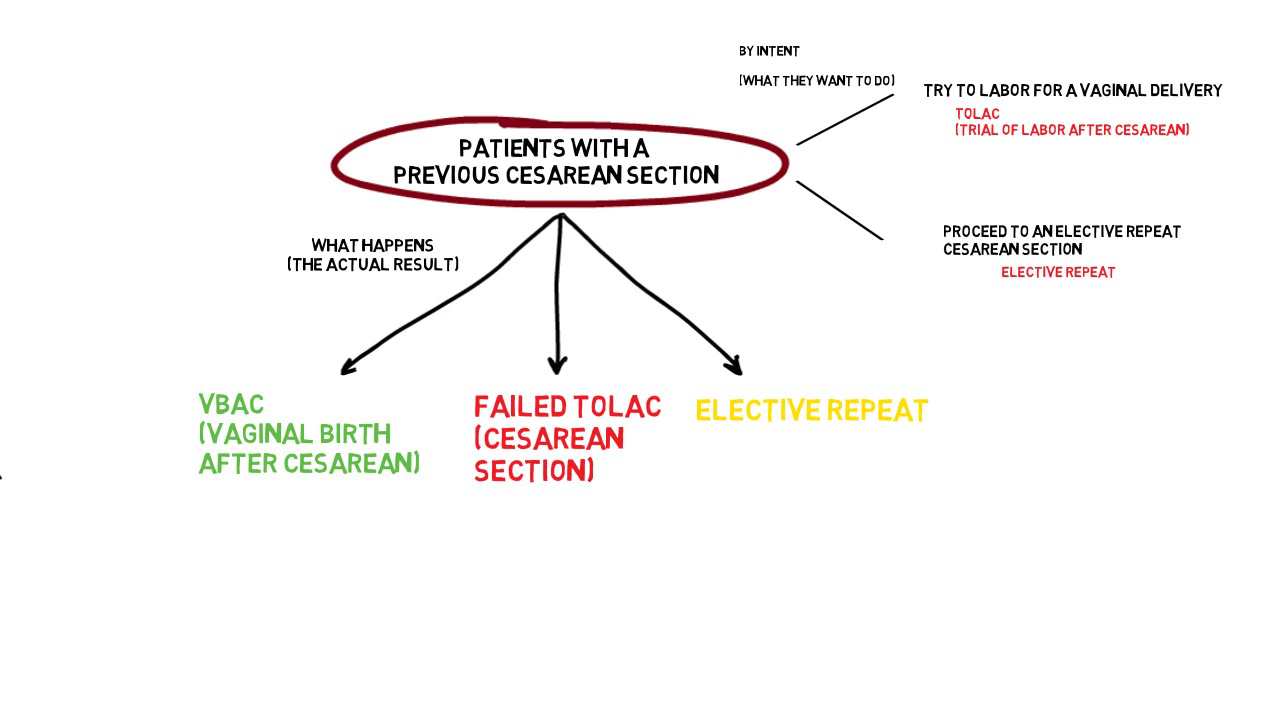 BY INTENT
(WHAT THEY WANT TO DO)
TRY TO LABOR FOR A VAGINAL DELIVERY
TOLAC
(TRIAL OF LABOR AFTER CESAREAN)
PATIENTS WITH A
PREVIOUS CESAREAN SECTION
PROCEED TO AN ELECTIVE REPEAT
CESAREAN SECTION
ELECTIVE REPEAT
WHAT HAPPENS
(THE ACTUAL RESULT)
VBAC
(VAGINAL BIRTH
AFTER CESAREAN)
FAILED TOLAC
(CESAREAN
SECTION)
ELECTIVE REPEAT